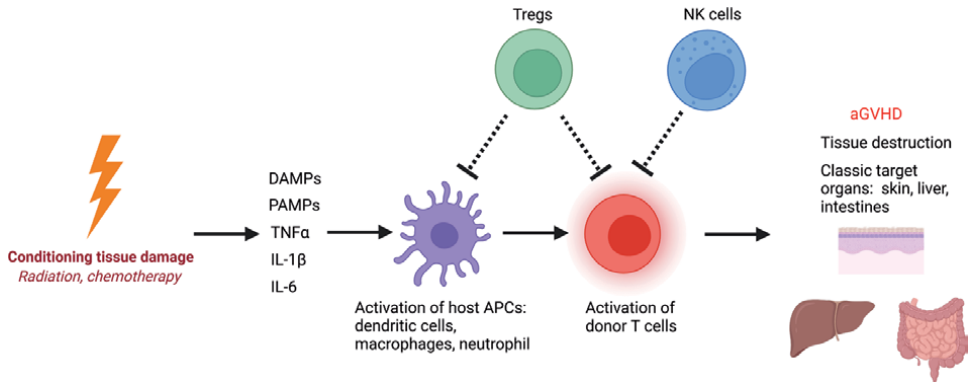 Tregs
NK cells
Conditioning tissue damage
Radiation, chemotherapy
DAMPs
PAMPs
TNFα
IL-1β
IL-6
Activation of host APCs:
dendritic cells,
macrophages, neutrophil
Activation of
donor T cells
aGVHD
Tissue destruction
Classic target
organs: skin, liver,
intestines